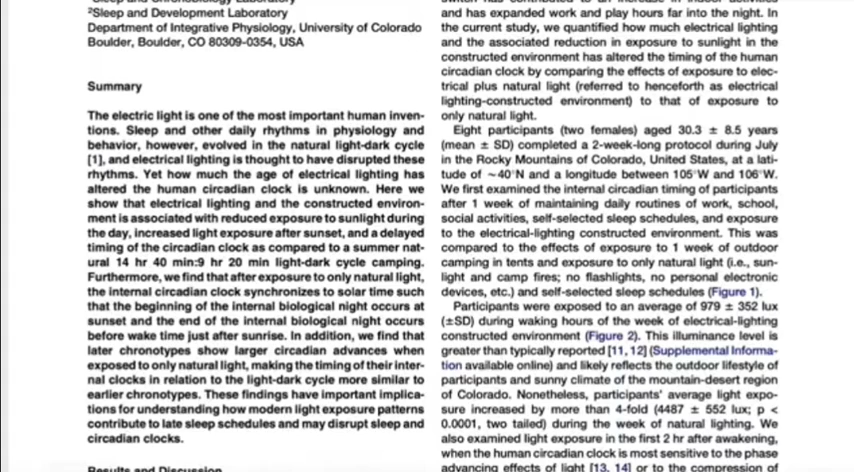 ²Sleep and Development Laboratory
Department of Integrative Physiology, University of Colorado
Boulder, Boulder, CO 80309-0354, USA
Summary
The electric light is one of the most important human inven-
tions. Sleep and other daily rhythms in physiology and
behavior, however, evolved in the natural light-dark cycle
[1], and electrical lighting is thought to have disrupted these
rhythms. Yet how much the age of electrical lighting has
altered the human circadian clock is unknown. Here we
show that electrical lighting and the constructed environ-
ment is associated with reduced exposure to sunlight during
the day, increased light exposure after sunset, and a delayed
timing of the circadian clock as compared to a summer nat-
ural 14 hr 40 min:9 hr 20 min light-dark cycle camping.
Furthermore, we find that after exposure to only natural light,
the internal circadian clock synchronizes to solar time such
that the beginning of the internal biological night occurs at
sunset and the end of the internal biological night occurs
before wake time just after sunrise. In addition, we find that
later chronotypes show larger circadian advances when
exposed to only natural light, making the timing of their inter-
nal clocks in relation to the light-dark cycle more similar to
earlier chronotypes. These findings have important implica-
tions for understanding how modern light exposure patterns
contribute to late sleep schedules and may disrupt sleep and
circadian clocks.
Results and Discussion
and has expanded work and play hours far into the night. In
the current study, we quantified how much electrical lighting
and the associated reduction in exposure to sunlight in the
constructed environment has altered the timing of the human
circadian clock by comparing the effects of exposure to elec-
trical plus natural light (referred to henceforth as electrical
lighting-constructed environment) to that of exposure to
only natural light.
Eight participants (two females) aged 30.3 ± 8.5 years
(mean ± SD) completed a 2-week-long protocol during July
in the Rocky Mountains of Colorado, United States, at a lati-
tude of ~40°N and a longitude between 105°W and 106°W.
We first examined the internal circadian timing of participants
after 1 week of maintaining daily routines of work, school,
social activities, self-selected sleep schedules, and exposure
to the electrical-lighting constructed environment. This was
compared to the effects of exposure to 1 week of outdoor
camping in tents and exposure to only natural light (i.e., sun-
light and camp fires; no flashlights, no personal electronic
devices, etc.) and self-selected sleep schedules (Figure 1).
Participants were exposed to an average of 979 ± 352 lux
(±SD) during waking hours of the week of electrical-lighting
constructed environment (Figure 2). This illuminance level is
greater than typically reported [11, 12] (Supplemental Informa-
tion available online) and likely reflects the outdoor lifestyle of
participants and sunny climate of the mountain-desert region
of Colorado. Nonetheless, participants' average light expo-
sure increased by more than 4-fold (4487 ± 552 lux; p <
0.0001, two tailed) during the week of natural lighting. We
also examined light exposure in the first 2 hr after awakening,
when the human circadian clock is most sensitive to the phase
advancing effects of light [13, 14] or to the compression of